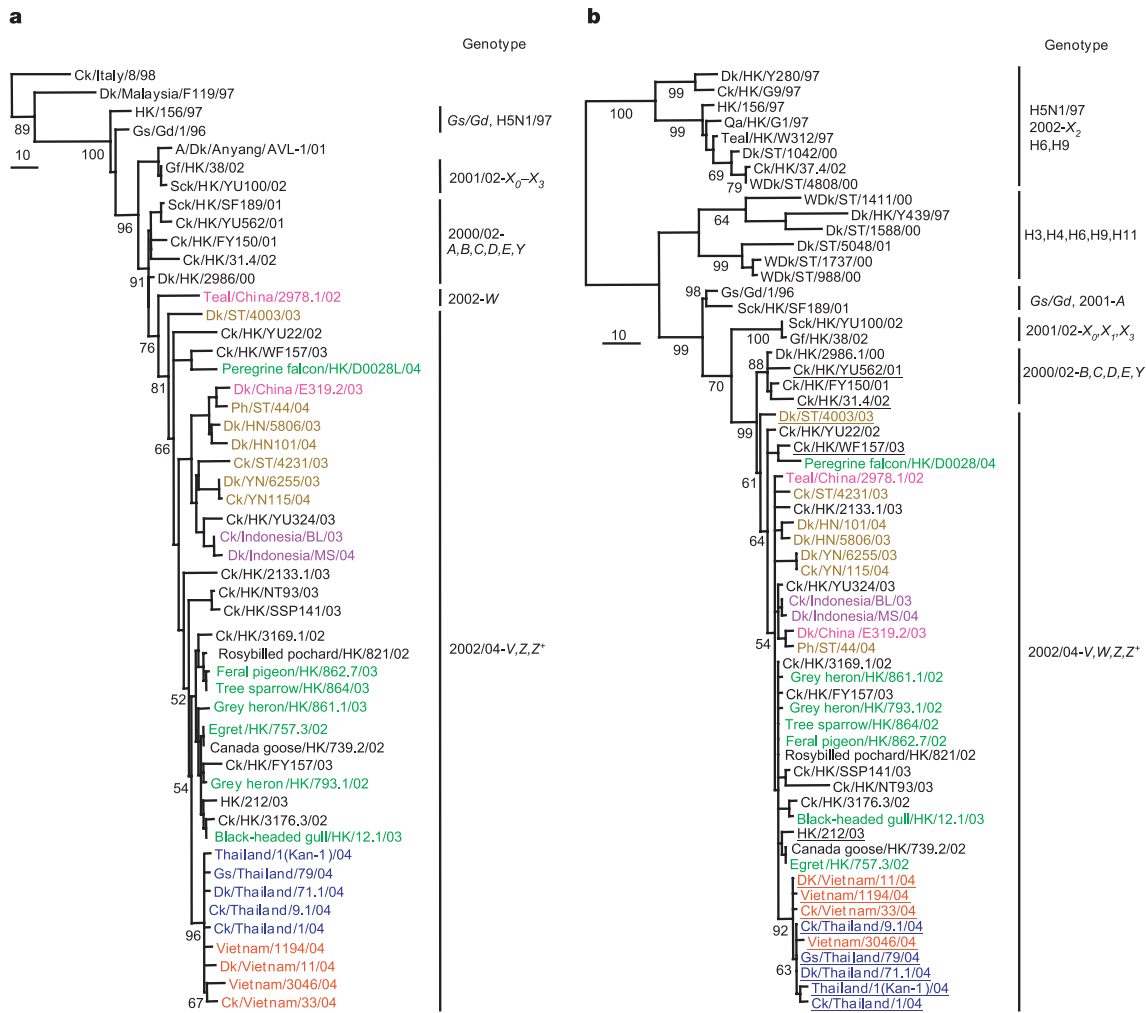 a
Genotype
Ck/Italy/8/98
Dk/Malaysia/F119/97
HK/156/97
89
Gs/Gd, H5N1/97
Gs/Gd/1/96
A/Dk/Anyang/AVL-1/01
100
10
Gf/HK/38/02
2001/02-X0–X3
Sck/HK/YU100/02
Sck/HK/SF189/01
Ck/HK/YU562/01
96
2000/02-
A,B,C,D,E,Y
Ck/HK/FY150/01
Ck/HK/31.4/02
91
Dk/HK/2986/00
Teal/China/2978.1/02
2002-W
Dk/ST/4003/03
Ck/HK/YU22/02
76
Ck/HK/WF157/03
Peregrine falcon/HK/D0028L/04
81
Dk/China/E319.2/03
Ph/ST/44/04
Dk/HN/5806/03
Dk/HN101/04
66
Ck/ST/4231/03
Dk/YN/6255/03
Ck/YN115/04
Ck/HK/YU324/03
Ck/Indonesia/BL/03
Dk/Indonesia/MS/04
Ck/HK/2133.1/03
Ck/HK/NT93/03
Ck/HK/SSP141/03
Ck/HK/3169.1/02
Rosybilled pochard/HK/821/02
2002/04-V,Z,Z+
Feral pigeon/HK/862.7/03
Tree sparrow/HK/864/03
52
Grey heron/HK/861.1/03
Egret/HK/757.3/02
Canada goose/HK/739.2/02
Ck/HK/FY157/03
Grey heron/HK/793.1/02
54
HK/212/03
Ck/HK/3176.3/02
Black-headed gull/HK/12.1/03
Thailand/1(Kan-1)/04
Gs/Thailand/79/04
Dk/Thailand/71.1/04
Ck/Thailand/9.1/04
Ck/Thailand/1/04
96
Vietnam/1194/04
Dk/Vietnam/11/04
Vietnam/3046/04
Ck/Vietnam/33/04
67
b
Genotype
Dk/HK/Y280/97
99
Ck/HK/G9/97
HK/156/97
100
H5N1/97
2002-X2
H6,H9
Qa/HK/G1/97
99
Teal/HK/W312/97
Dk/ST/1042/00
Ck/HK/37.4/02
69
WDk/ST/4808/00
79
WDk/ST/1411/00
Dk/HK/Y439/97
64
Dk/ST/1588/00
H3,H4,H6,H9,H11
Dk/ST/5048/01
WDk/ST/1737/00
99
WDk/ST/988/00
98
Gs/Gd/1/96
Gs/Gd, 2001-A
Sck/HK/SF189/01
Sck/HK/YU100/02
2001/02-X0,X1,X3
10
100
Gf/HK/38/02
99
Dk/HK/2986.1/00
88
Ck/HK/YU562/01
2000/02-B,C,D,E,Y
70
Ck/HK/FY150/01
Ck/HK/31.4/02
Dk/ST/4003/03
99
Ck/HK/YU22/02
Ck/HK/WF157/03
Peregrine falcon/HK/D0028/04
61
Teal/China/2978.1/02
Ck/ST/4231/03
Ck/HK/2133.1/03
Dk/HN/101/04
64
Dk/HN/5806/03
Dk/YN/6255/03
Ck/YN/115/04
Ck/HK/YU324/03
Ck/Indonesia/BL/03
Dk/Indonesia/MS/04
Dk/China/E319.2/03
54
Ph/ST/44/04
2002/04-V,W,Z,Z+
Ck/HK/3169.1/02
Grey heron/HK/861.1/02
Ck/HK/FY157/03
Grey heron/HK/793.1/02
Tree sparrow/HK/864/02
Feral pigeon/HK/862.7/02
Rosybilled pochard/HK/821/02
Ck/HK/SSP141/03
Ck/HK/NT93/03
Ck/HK/3176.3/02
Black-headed gull/HK/12.1/03
HK/212/03
Canada goose/HK/739.2/02
Egret/HK/757.3/02
DK/Vietnam/11/04
Vietnam/1194/04
Ck/Vietnam/33/04
92
Ck/Thailand/9.1/04
Vietnam/3046/04
Gs/Thailand/79/04
63
Dk/Thailand/71.1/04
Thailand/1(Kan-1)/04
Ck/Thailand/1/04